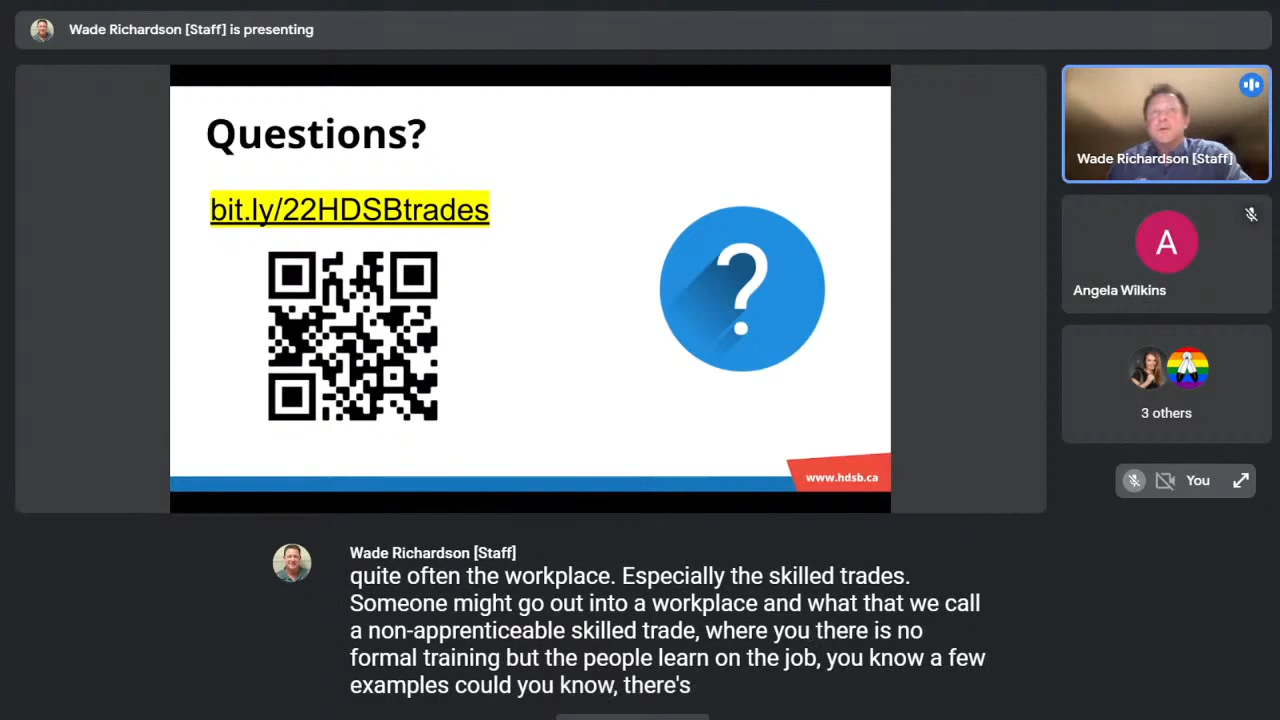 Wade Richardson [Staff] is presenting
Questions?
bit.ly/22HDSBtrades
www.hdsb.ca
Wade Richardson [Staff]
A
Angela Wilkins
3 others
You
Wade Richardson [Staff]
quite often the workplace. Especially the skilled trades.
Someone might go out into a workplace and what that we call
a non-apprenticeable skilled trade, where you there is no
formal training but the people learn on the job, you know a few
examples could you know, there's